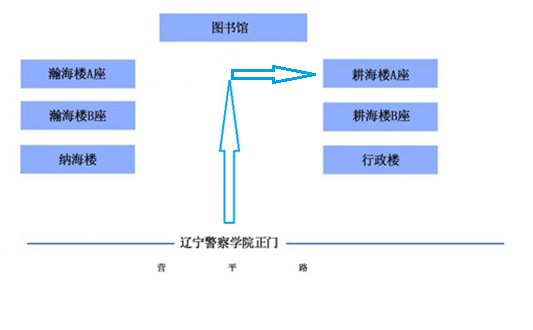 图书馆
瀚海楼A座
耕海楼A座
瀚海楼B座
耕海楼B座
纳海楼
行政楼
辽宁警察学院正门
营 平 路